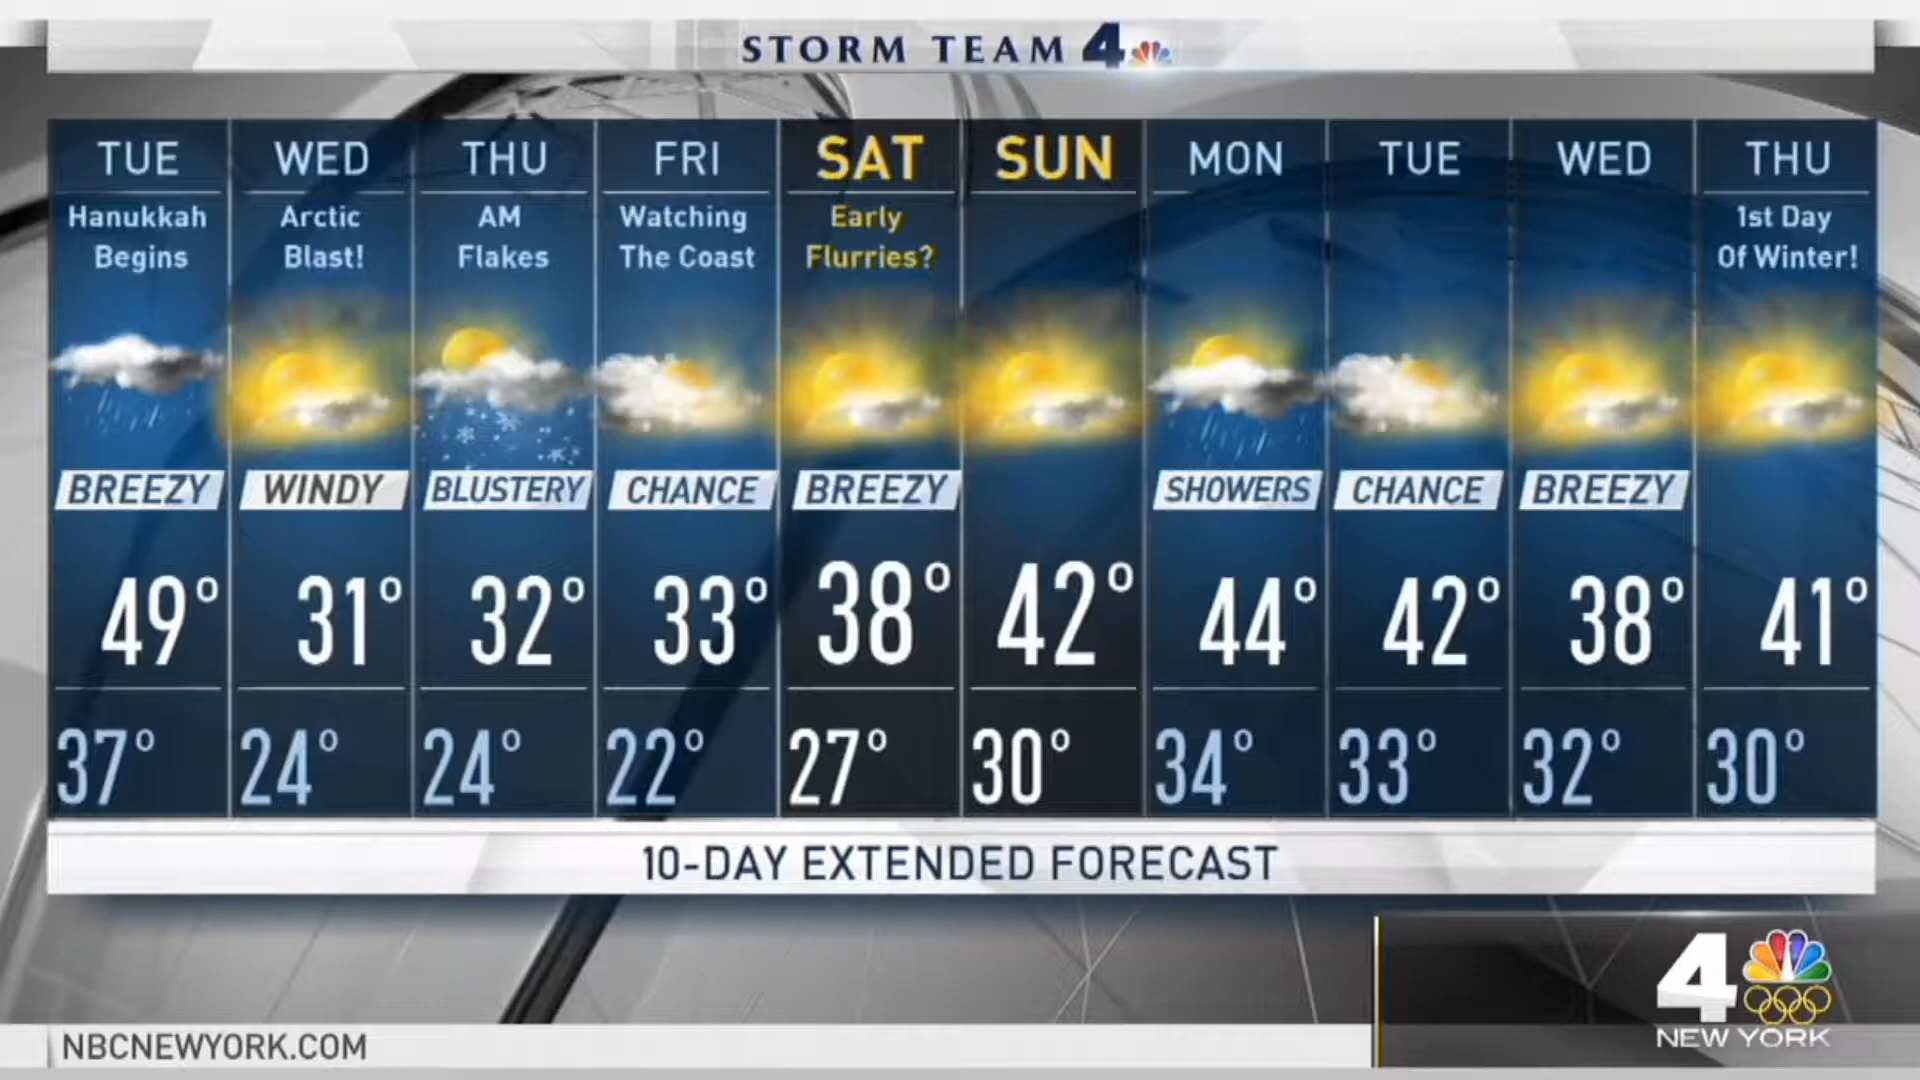 STORM TEAM 4
TUE WED THU FRI SAT SUN MON TUE WED THU
Hanukkah Begins
Arctic Blast!
AM Flakes
Watching The Coast
Early Flurries?
1st Day Of Winter!
BREEZY WINDY BLUSTERY CHANCE BREEZY SHOWERS CHANCE BREEZY
49° 31° 32° 33° 38° 42° 44° 42° 38° 41°
37° 24° 24° 22° 27° 30° 34° 33° 32° 30°
10-DAY EXTENDED FORECAST
4
NEW YORK
NBCNEWYORK.COM